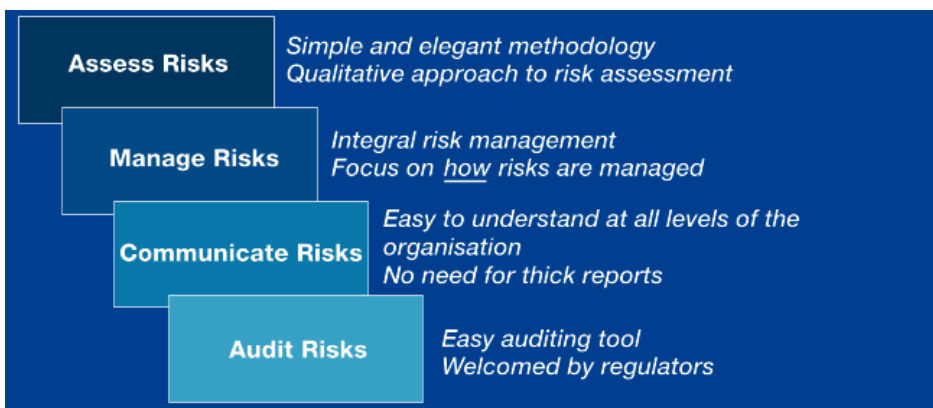 Assess Risks
Simple and elegant methodology
Qualitative approach to risk assessment
Manage Risks
Integral risk management
Focus on how risks are managed
Communicate Risks
Easy to understand at all levels of the
organisation
No need for thick reports
Audit Risks
Easy auditing tool
Welcomed by regulators